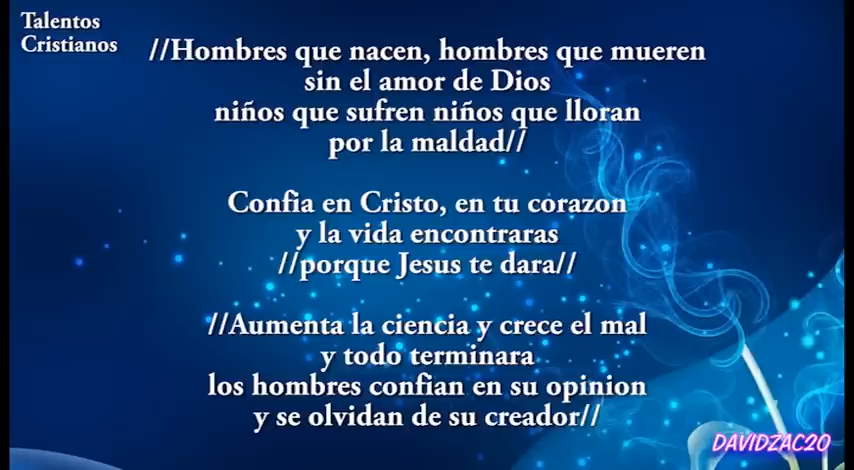 Talentos
Cristianos
//Hombres que nacen, hombres que mueren
sin el amor de Dios
niños que sufren niños que lloran
por la maldad//
Confia en Cristo, en tu corazon
y la vida encontraras
//porque Jesus te dara//
//Aumenta la ciencia y crece el mal
y todo terminara
los hombres confian en su opinion
y se olvidan de su creador//
DAVIDZAC20